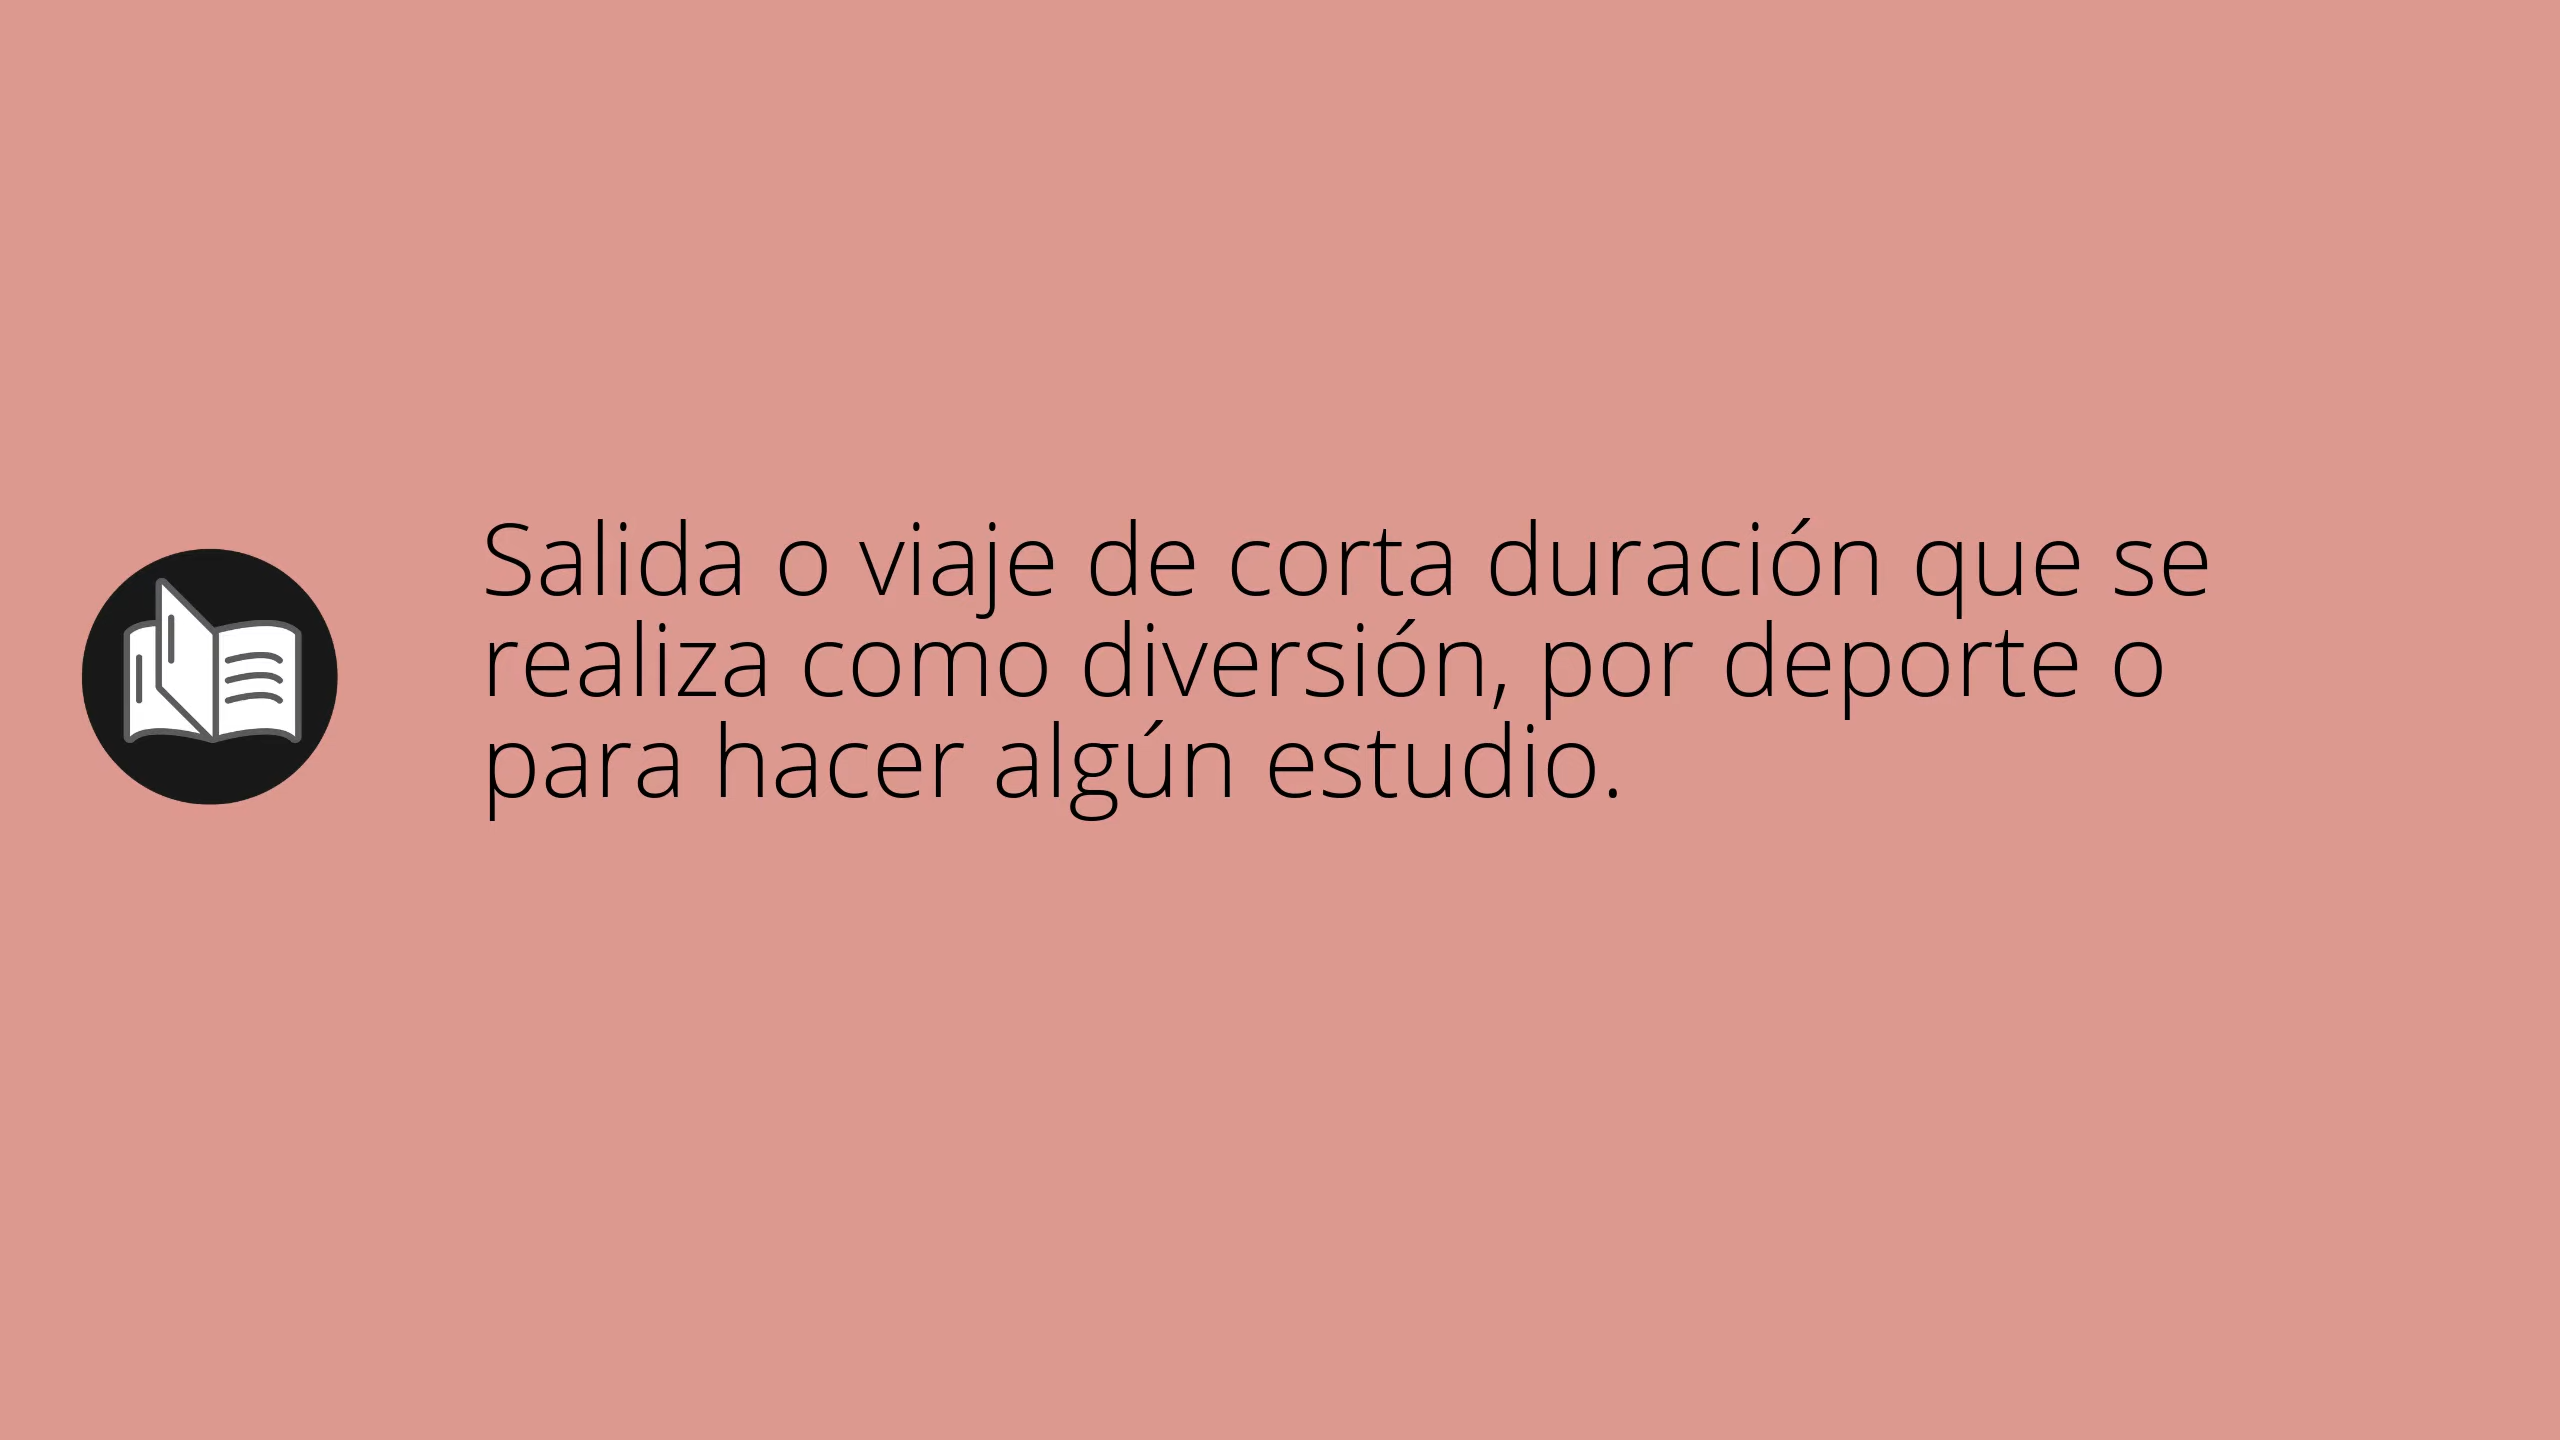 Salida o viaje de corta duración que se
realiza como diversión, por deporte o
para hacer algún estudio.